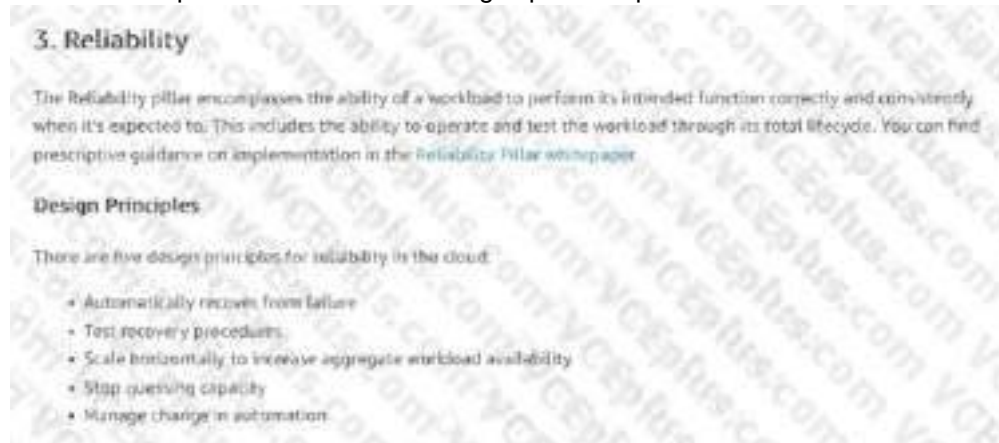 3. Reliability
The Reliability pillar encompasses the ability of a workload to perform its intended function correctly and consistently
when it's expected to. This includes the ability to operate and test the workload through its total lifecycle. You can find
prescriptive guidance on implementation in the Reliability Pillar whitepaper.
Design Principles
There are five design principles for reliability in the cloud:
• Automatically recover from failure
• Test recovery procedures
• Scale horizontally to increase aggregate workload availability
• Stop guessing capacity
• Manage change in automation